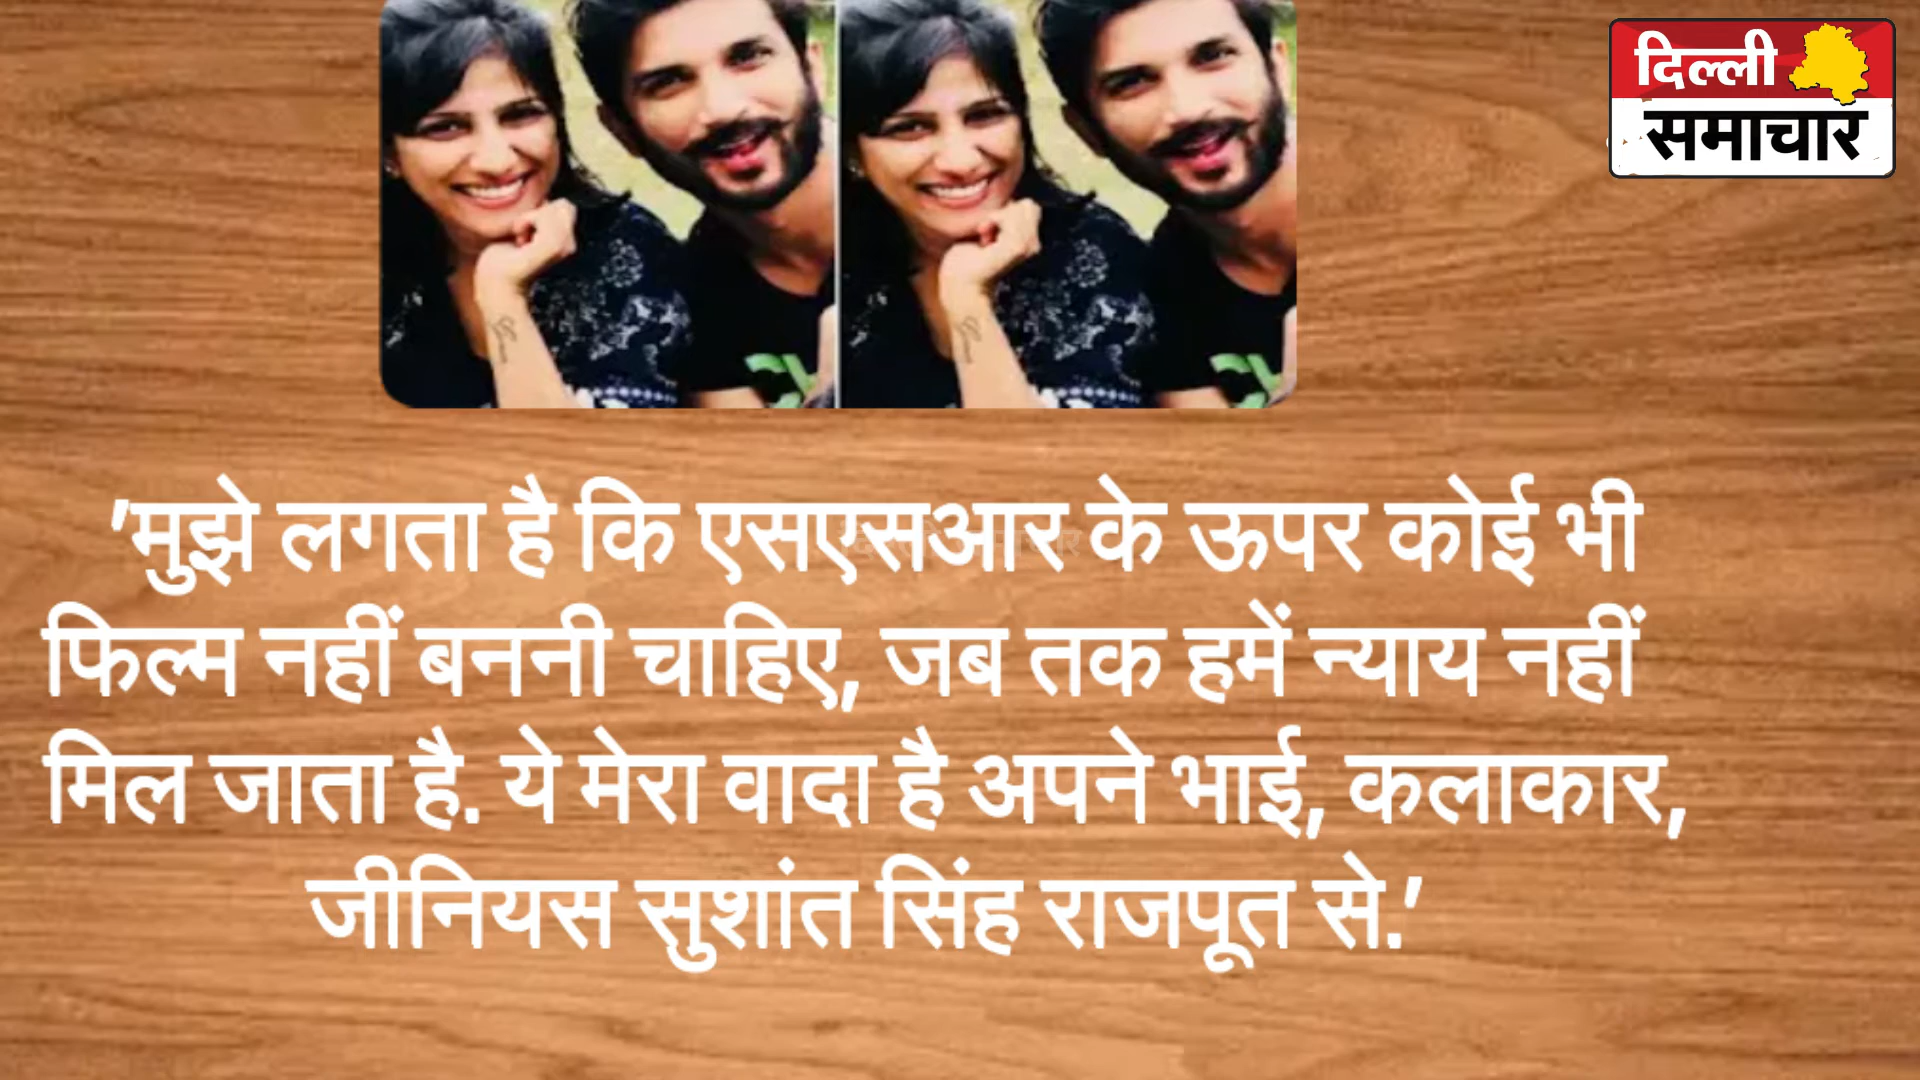 दिल्ली
समाचार
'मुझे लगता है कि एसएसआर के ऊपर कोई भी
फिल्म नहीं बननी चाहिए, जब तक हमें न्याय नहीं
मिल जाता है. ये मेरा वादा है अपने भाई, कलाकार,
जीनियस सुशांत सिंह राजपूत से.'